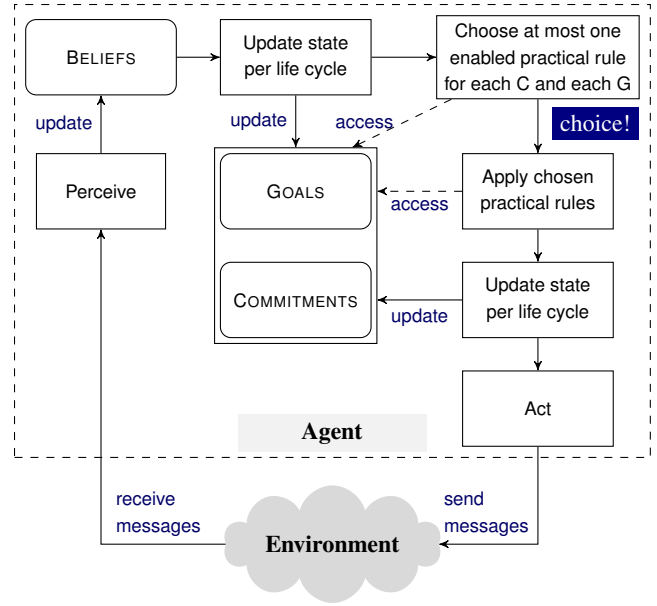 BELIEFS
Update state
per life cycle
Choose at most one
enabled practical rule
for each C and each G
update
update
access
choice!
Perceive
GOALS
access
Apply chosen
practical rules
COMMITMENTS
update
Update state
per life cycle
Act
Agent
receive
messages
send
messages
Environment